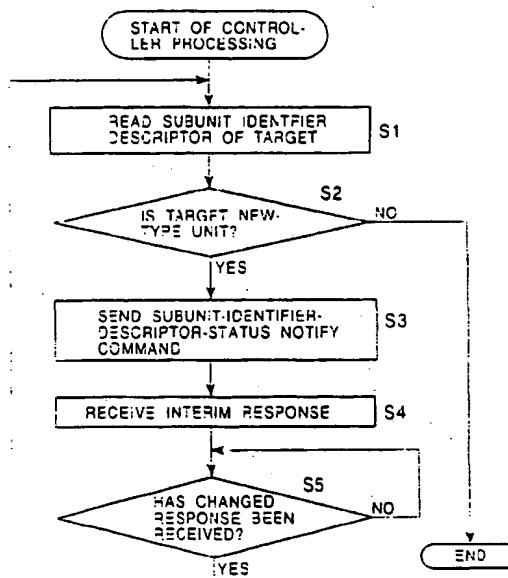 START OF CONTROL-
LER PROCESSING
READ SUBUNIT IDENTFIER
DESCRIPTOR OF TARGET
S1
S2
IS TARGET NEW-
TYPE UNIT?
NO
YES
SEND SUBUNIT-IDENTIFIER-
DESCRIPTOR-STATUS NOTIFY
COMMAND
S3
RECEIVE INTERIM RESPONSE
S4
S5
HAS CHANGED
RESPONSE BEEN
RECEIVED?
NO
YES
END